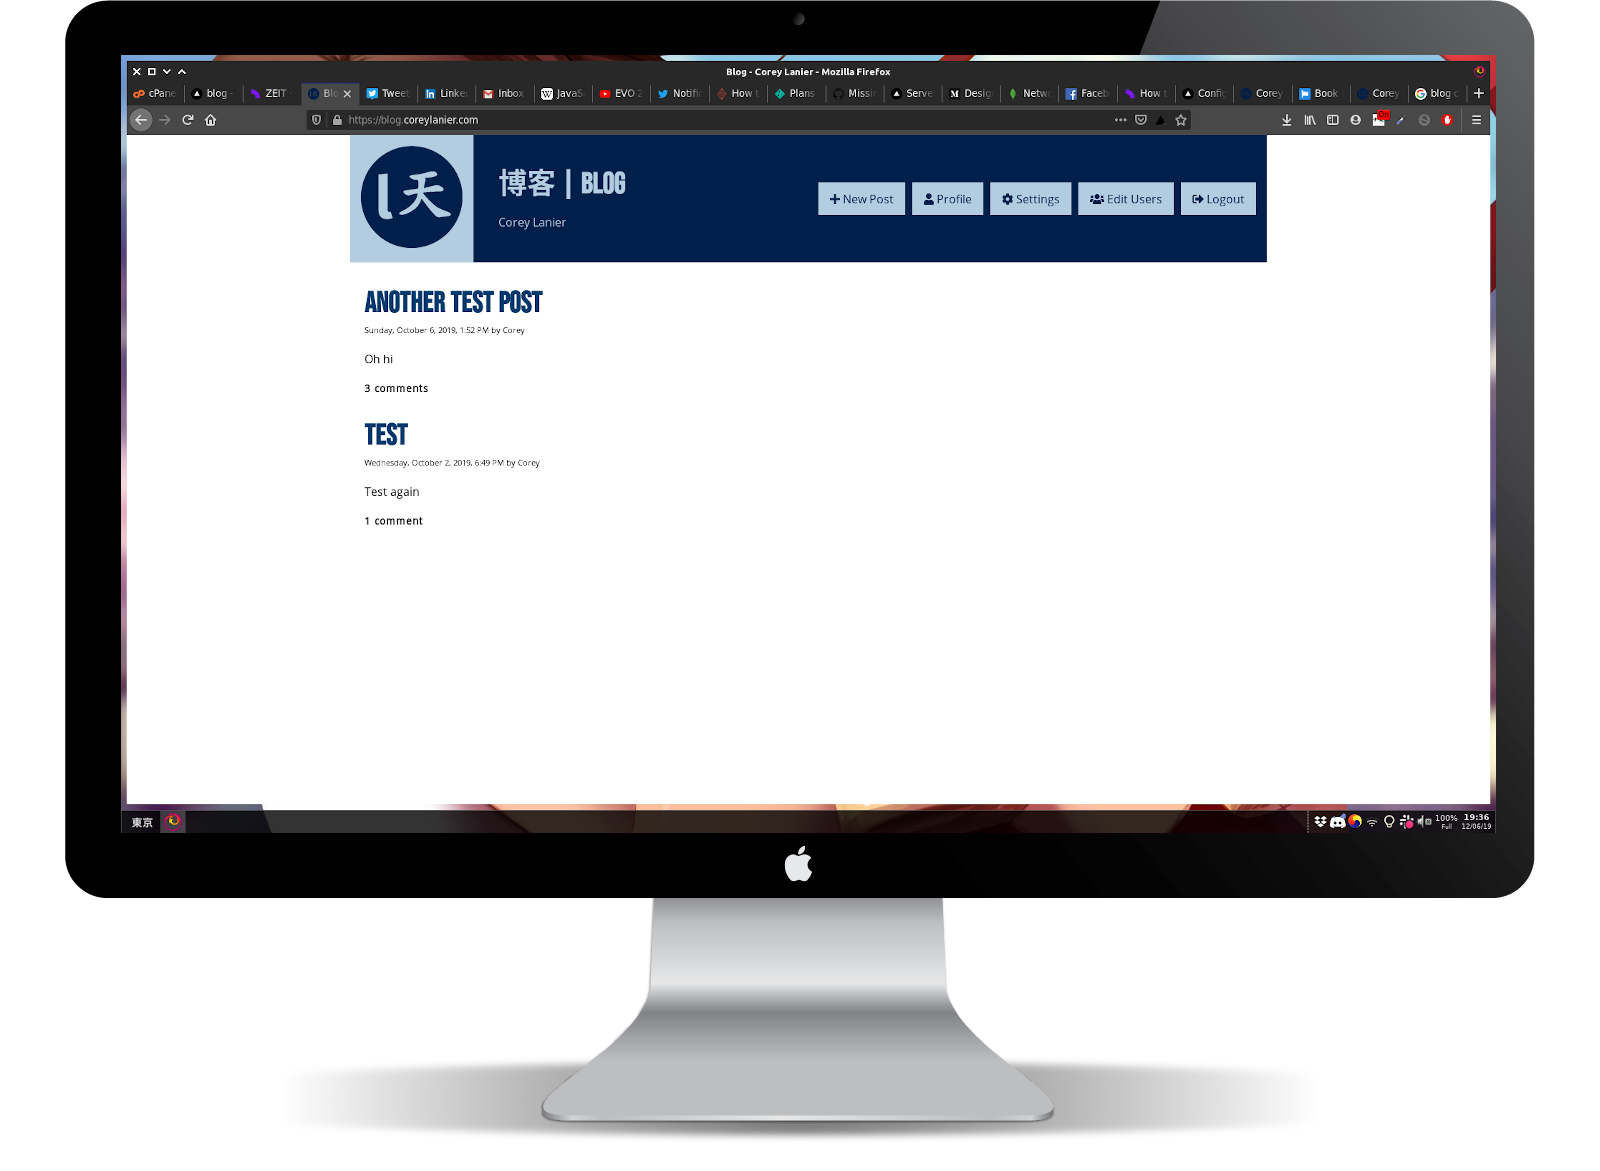 Blog - Corey Lanier - Mozilla Firefox
cPane blog - ZEIT - Blo Tweet Linke Inbox JavaS EVO 2 Notific How t Plans Missi Serve Desig Netw Faceb How t Config Corey Book Corey blog c
https://blog.coreylanier.com
l天
博客 | BLOG
Corey Lanier
New Post Profile Settings Edit Users Logout
ANOTHER TEST POST
Sunday, October 6, 2019, 1:52 PM by Corey
Oh hi
3 comments
TEST
Wednesday, October 2, 2019, 6:49 PM by Corey
Test again
1 comment
東京
100% 19:36
Full 12/06/19